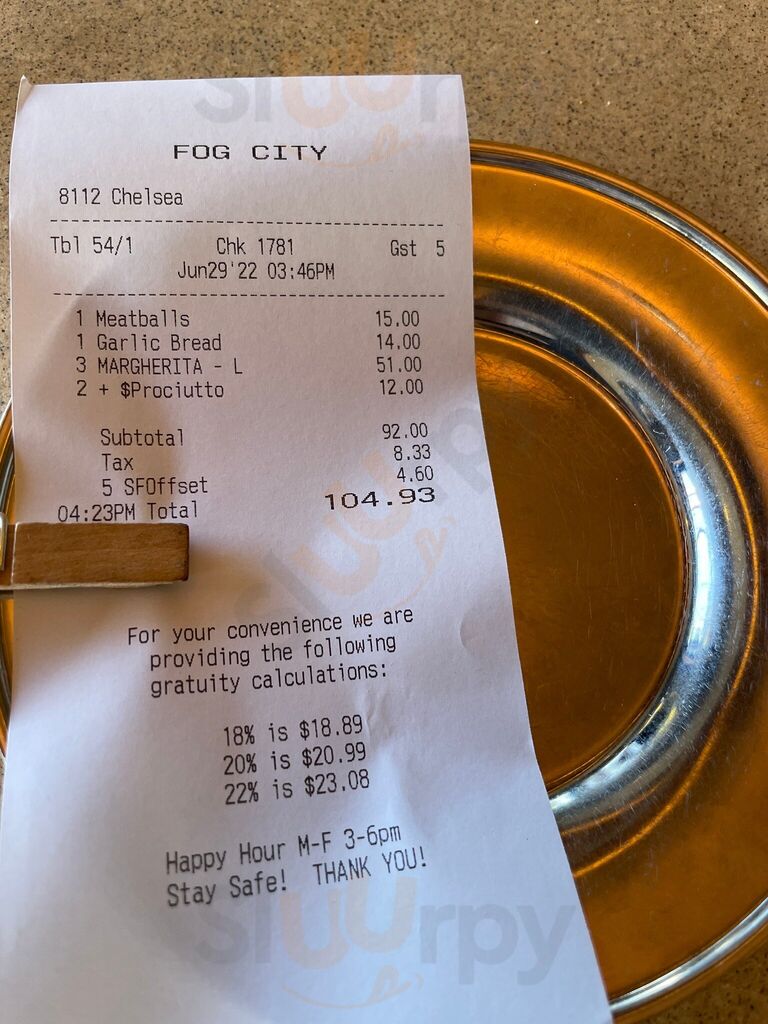 FOG CITY
8112 Chelsea
Tbl 54/1 Chk 1781 Gst 5
Jun29'22 03:46PM
1 Meatballs 15.00
1 Garlic Bread 14.00
3 MARGHERITA - L 51.00
2 + $Prociutto 12.00
Subtotal 92.00
Tax 8.33
5 SFOffset 4.60
04:23PM Total 104.93
For your convenience we are
providing the following
gratuity calculations:
18% is $18.89
20% is $20.99
22% is $23.08
Happy Hour M-F 3-6pm
Stay Safe! THANK YOU!
sluurpy
sluurpy
sluurpy